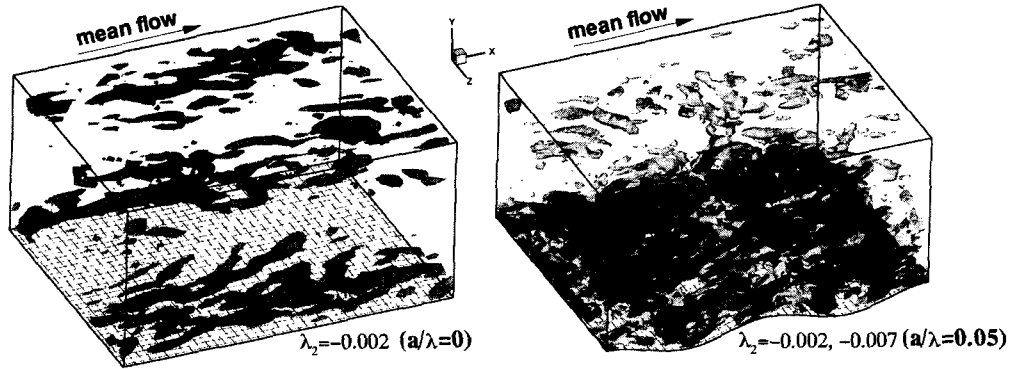 mean flow
Y
X
Z
λ₂=−0.002 (a/λ=0)
mean flow
λ₂=−0.002, −0.007 (a/λ=0.05)